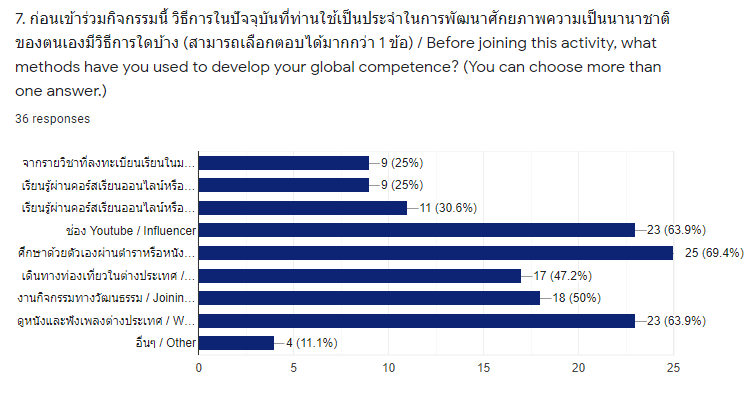 7. ก่อนเข้าร่วมกิจกรรมนี้ วิธีการในปัจจุบันที่ท่านใช้เป็นประจำในการพัฒนาศักยภาพความเป็นนานาชาติ
ของตนเองมีวิธีการใดบ้าง (สามารถเลือกตอบได้มากกว่า 1 ข้อ) / Before joining this activity, what
methods have you used to develop your global competence? (You can choose more than
one answer.)
36 responses
จากรายวิชาที่ลงทะเบียนเรียนในม... 9 (25%)
เรียนรู้ผ่านคอร์สเรียนออนไลน์หรือ... 9 (25%)
เรียนรู้ผ่านคอร์สเรียนออนไลน์หรือ... 11 (30.6%)
ช่อง Youtube / Influencer 23 (63.9%)
ศึกษาด้วยตัวเองผ่านตำราหรือหนัง... 25 (69.4%)
เดินทางท่องเที่ยวในต่างประเทศ /... 17 (47.2%)
งานกิจกรรมทางวัฒนธรรม / Joinin... 18 (50%)
ดูหนังและฟังเพลงต่างประเทศ / W... 23 (63.9%)
อื่นๆ / Other 4 (11.1%)
0 5 10 15 20 25